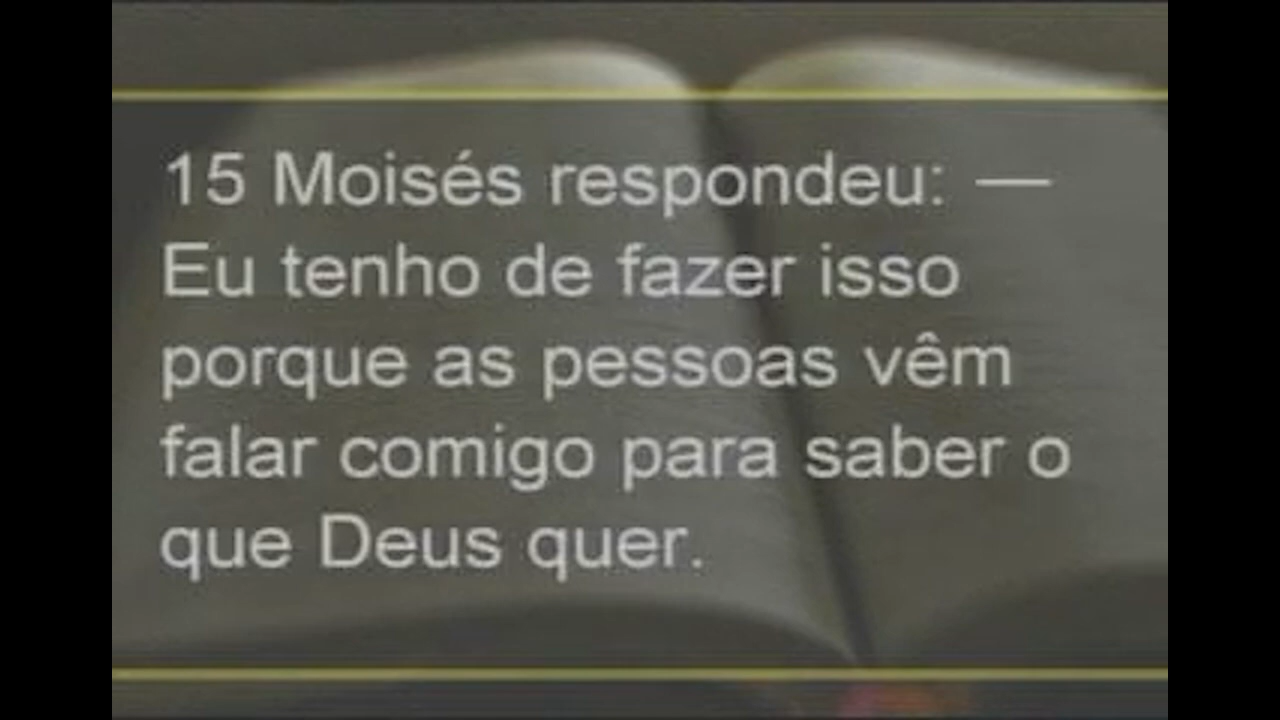 15 Moisés respondeu: —
Eu tenho de fazer isso
porque as pessoas vêm
falar comigo para saber o
que Deus quer.